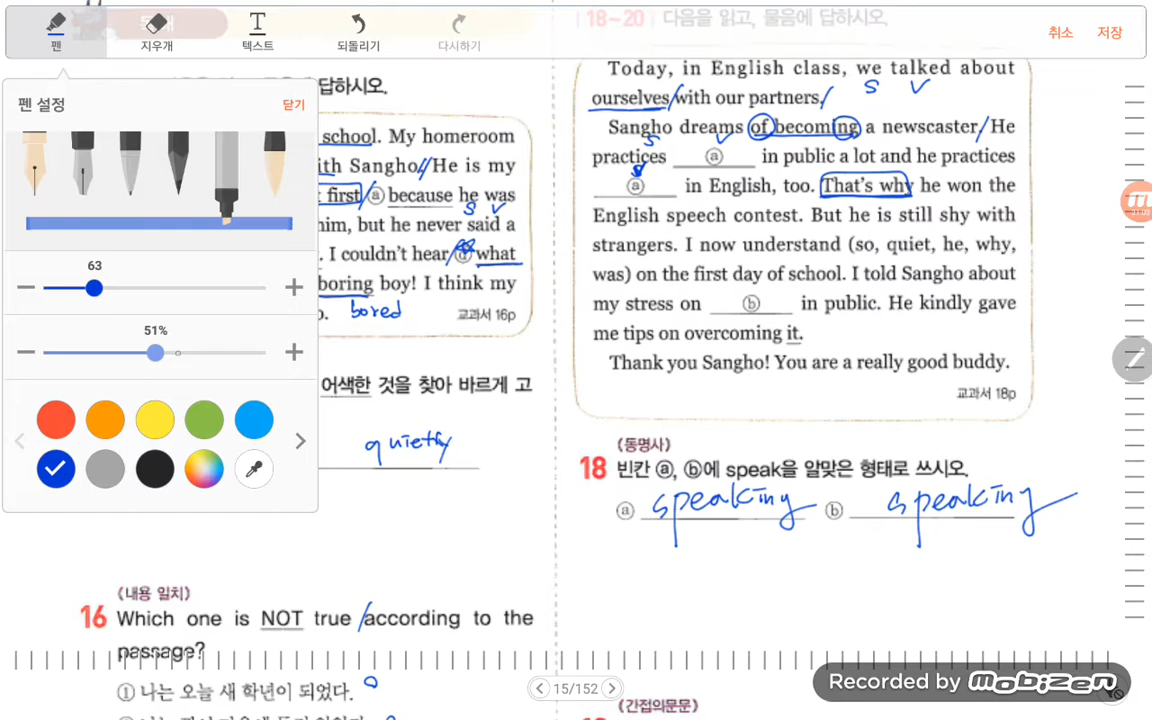 펜
지우개
텍스트
되돌리기
다시하기
취소
저장
펜 설정
닫기
63
51%
답하시오.
school. My homeroom
ith Sangho. He is my
first ⓐ because he was
S V
him, but he never said a
. I couldn't hear what
boring boy! I think my
bored
교과서 16p
어색한 것을 찾아 바르게 고
quietly
(내용 일치)
16 Which one is NOT true according to the
passage?
① 나는 오늘 새 학년이 되었다.
18~20 다음을 읽고, 물음에 답하시오.
Today, in English class, we talked about
S V
ourselves with our partners.
Sangho dreams of becoming a newscaster. He
S V
practices ⓐ in public a lot and he practices
ⓐ in English, too. That's why he won the
English speech contest. But he is still shy with
strangers. I now understand (so, quiet, he, why,
was) on the first day of school. I told Sangho about
my stress on ⓑ in public. He kindly gave
me tips on overcoming it.
Thank you Sangho! You are a really good buddy.
교과서 18p
(동명사)
18 빈칸 ⓐ, ⓑ에 speak을 알맞은 형태로 쓰시오.
ⓐ speaking ⓑ speaking
15/152
(간접의문문)
Recorded by mobizen